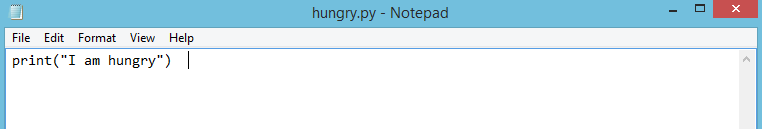 hungry.py - Notepad
File Edit Format View Help
print("I am hungry")